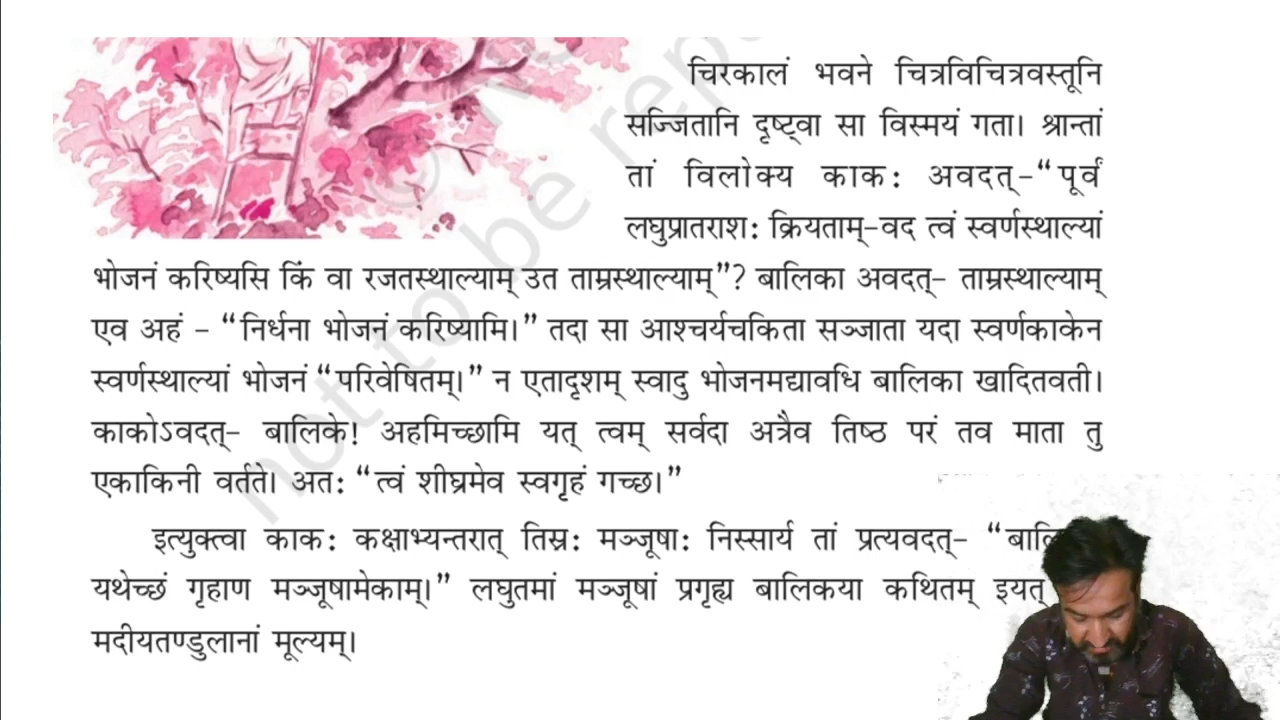 चिरकालं भवने चित्रविचित्रवस्तूनि
सज्जितानि दृष्ट्वा सा विस्मयं गता। श्रान्तां
तां विलोक्य काकः अवदत्-“पूर्वं
लघुप्रातराशः क्रियताम्-वद त्वं स्वर्णस्थाल्यां
भोजनं करिष्यसि किं वा रजतस्थाल्याम् उत ताम्रस्थाल्याम्”? बालिका अवदत्- ताम्रस्थाल्याम्
एव अहं - “निर्धना भोजनं करिष्यामि।” तदा सा आश्चर्यचकिता सञ्जाता यदा स्वर्णकाकेन
स्वर्णस्थाल्यां भोजनं “परिवेषितम्।” न एतादृशम् स्वादु भोजनमद्यावधि बालिका खादितवती।
काकोऽवदत्- बालिके! अहमिच्छामि यत् त्वम् सर्वदा अत्रैव तिष्ठ परं तव माता तु
एकाकिनी वर्तते। अतः “त्वं शीघ्रमेव स्वगृहं गच्छ।”
इत्युक्त्वा काकः कक्षाभ्यन्तरात् तिस्रः मञ्जूषाः निस्सार्य तां प्रत्यवदत्- “बालि
यथेच्छं गृहाण मञ्जूषामेकाम्।” लघुतमां मञ्जूषां प्रगृह्य बालिकया कथितम् इयत्
मदीयतण्डुलानां मूल्यम्।
not to be rep